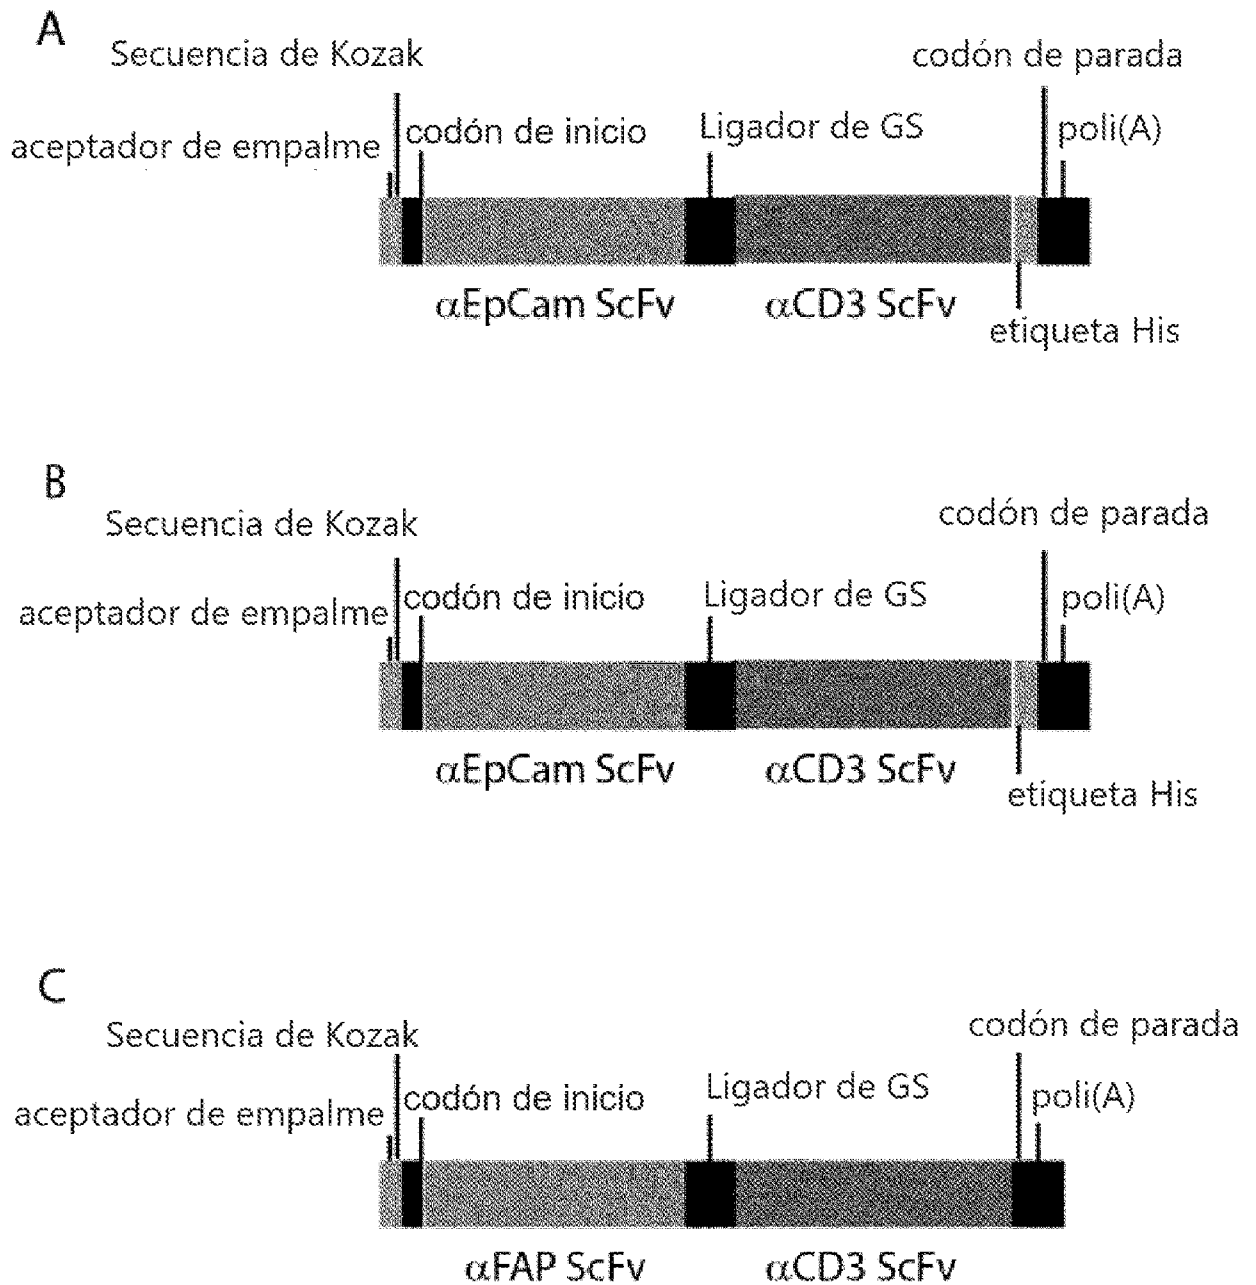 A
Secuencia de Kozak
codón de parada
aceptador de empalme
codón de inicio
Ligador de GS
poli(A)
αEpCam ScFv
αCD3 ScFv
etiqueta His
B
Secuencia de Kozak
codón de parada
aceptador de empalme
codón de inicio
Ligador de GS
poli(A)
αEpCam ScFv
αCD3 ScFv
etiqueta His
C
Secuencia de Kozak
codón de parada
aceptador de empalme
codón de inicio
Ligador de GS
poli(A)
αFAP ScFv
αCD3 ScFv